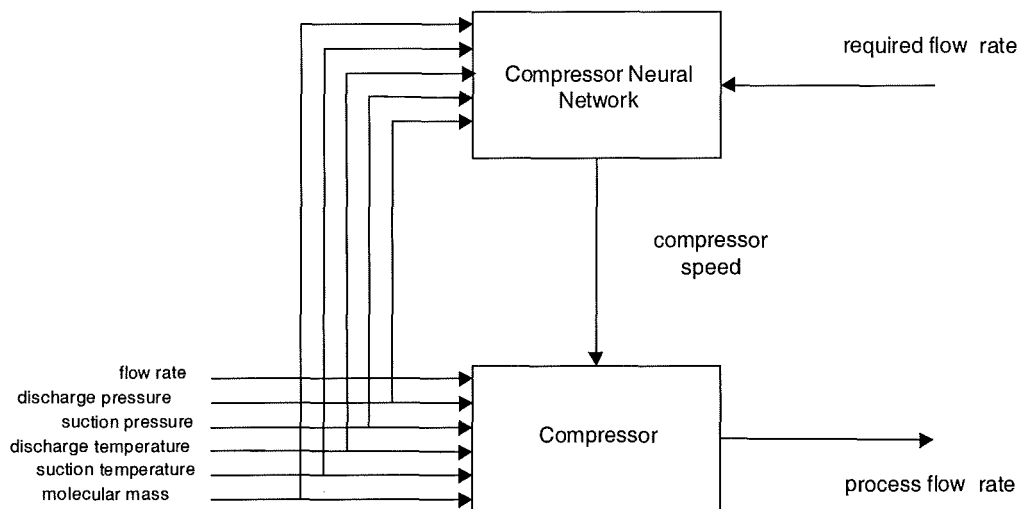 Compressor Neural
Network
required flow rate
compressor
speed
flow rate
discharge pressure
suction pressure
discharge temperature
suction temperature
molecular mass
Compressor
process flow rate